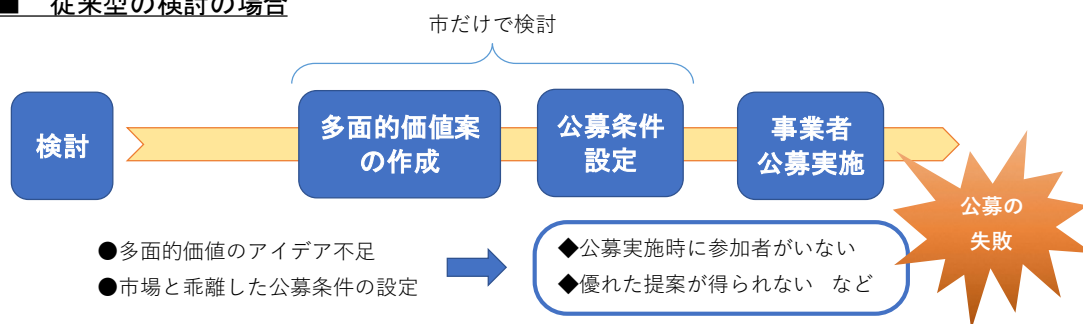 ■ 従来型の検討の場合
市だけで検討
検討
多面的価値案
の作成
公募条件
設定
事業者
公募実施
公募の
失敗
●多面的価値のアイデア不足
●市場と乖離した公募条件の設定
◆公募実施時に参加者がいない
◆優れた提案が得られない など